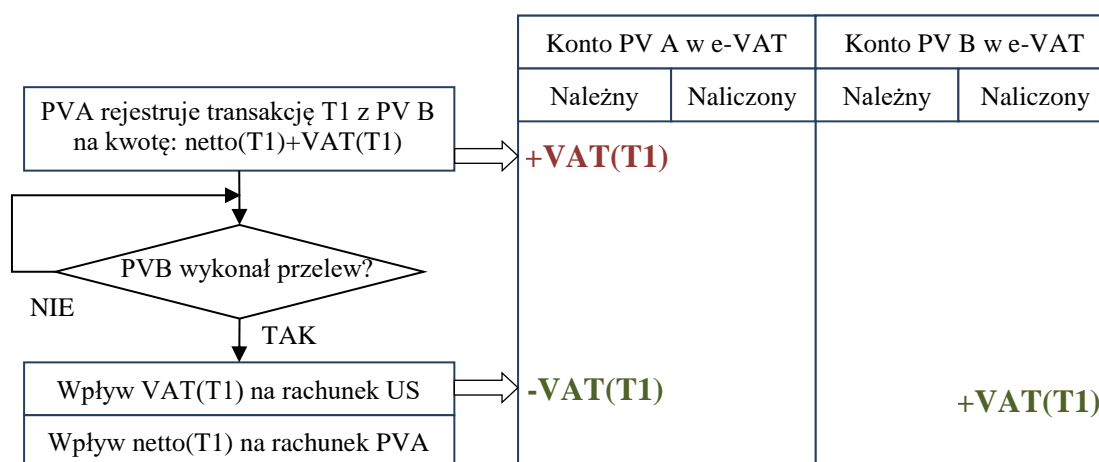 Konto PV A w e-VAT
Konto PV B w e-VAT
Należny
Naliczony
Należny
Naliczony
PVA rejestruje transakcję T1 z PV B
na kwotę: netto(T1)+VAT(T1)
+VAT(T1)
PVB wykonał przelew?
NIE
TAK
Wpływ VAT(T1) na rachunek US
-VAT(T1)
+VAT(T1)
Wpływ netto(T1) na rachunek PVA